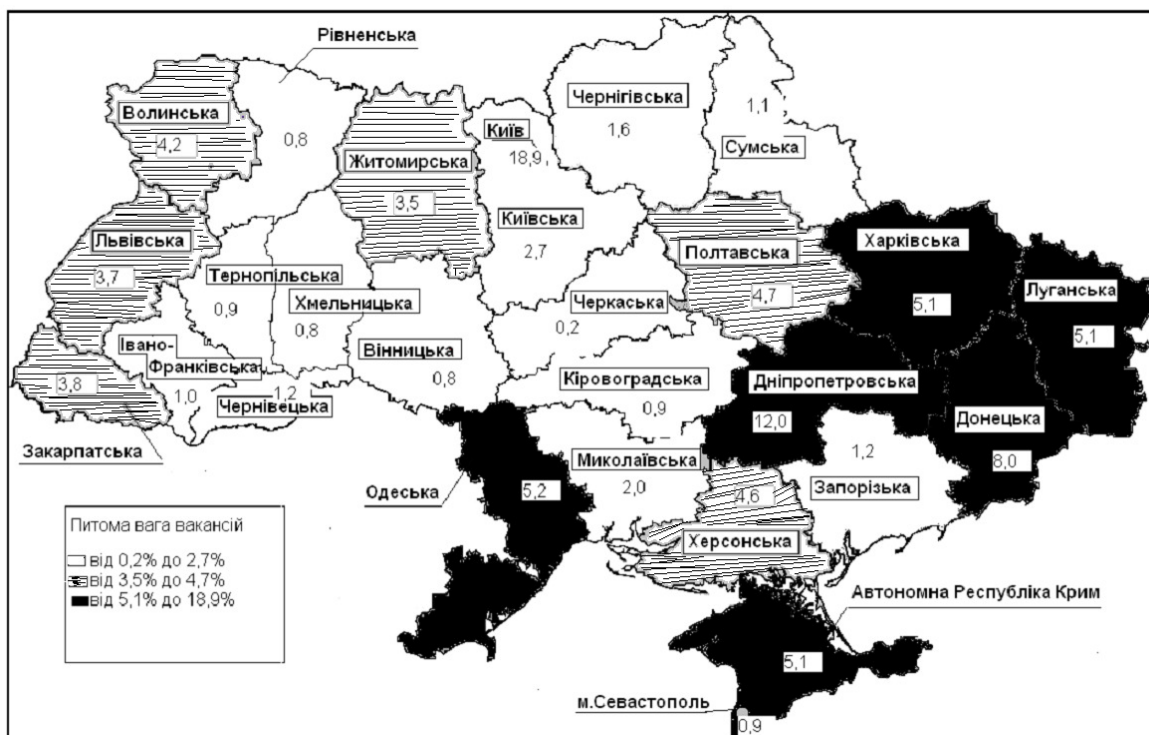 Рівненська
Волинська
4,2
0,8
Житомирська
3,5
Київ
18,9
Чернігівська
1,6
1,1
Сумська
Львівська
3,7
Тернопільська
0,9
Хмельницька
0,8
Київська
2,7
Полтавська
4,7
Харківська
5,1
Луганська
5,1
Черкаська
0,2
Івано-
Франківська
1,0
3,8
Закарпатська
1,2
Чернівецька
Вінницька
0,8
Кіровоградська
0,9
Дніпропетровська
12,0
Донецька
8,0
Миколаївська
2,0
Одеська
5,2
4,6
Херсонська
1,2
Запорізька
Питома вага вакансій
від 0,2% до 2,7%
від 3,5% до 4,7%
від 5,1% до 18,9%
Автономна Республіка Крим
5,1
м.Севастополь
0,9